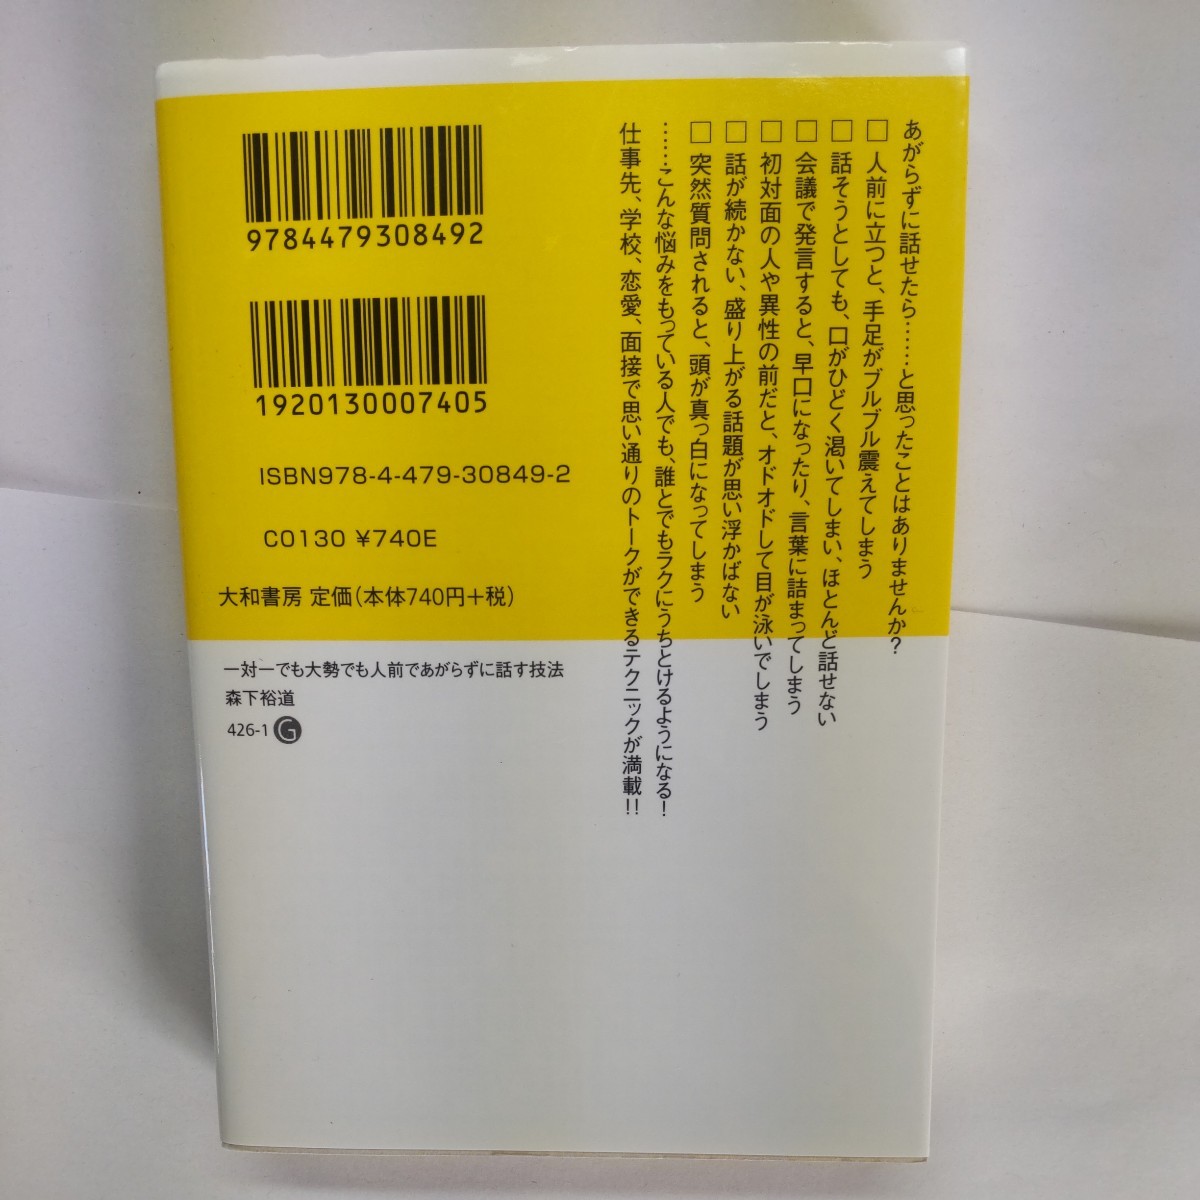 あがらずに話せたら……と思ったことはありませんか?
□ 人前に立つと、手足がブルブル震えてしまう
□ 話そうとしても、口がひどく渇いてしまい、ほとんど話せない
□ 会議で発言すると、早口になったり、言葉に詰まってしまう
□ 初対面の人や異性の前だと、オドオドして目が泳いでしまう
□ 話が続かない、盛り上がる話題が思い浮かばない
□ 突然質問されると、頭が真っ白になってしまう
……こんな悩みをもっている人でも、誰とでもラクにうちとけるようになる!
仕事先、学校、恋愛、面接で思い通りのトークができるテクニックが満載!!
9784479308492
1920130007405
ISBN978-4-479-30849-2
C0130 ¥740E
大和書房 定価(本体740円+税)
一対一でも大勢でも人前であがらずに話す技法
森下裕道
426-1 G